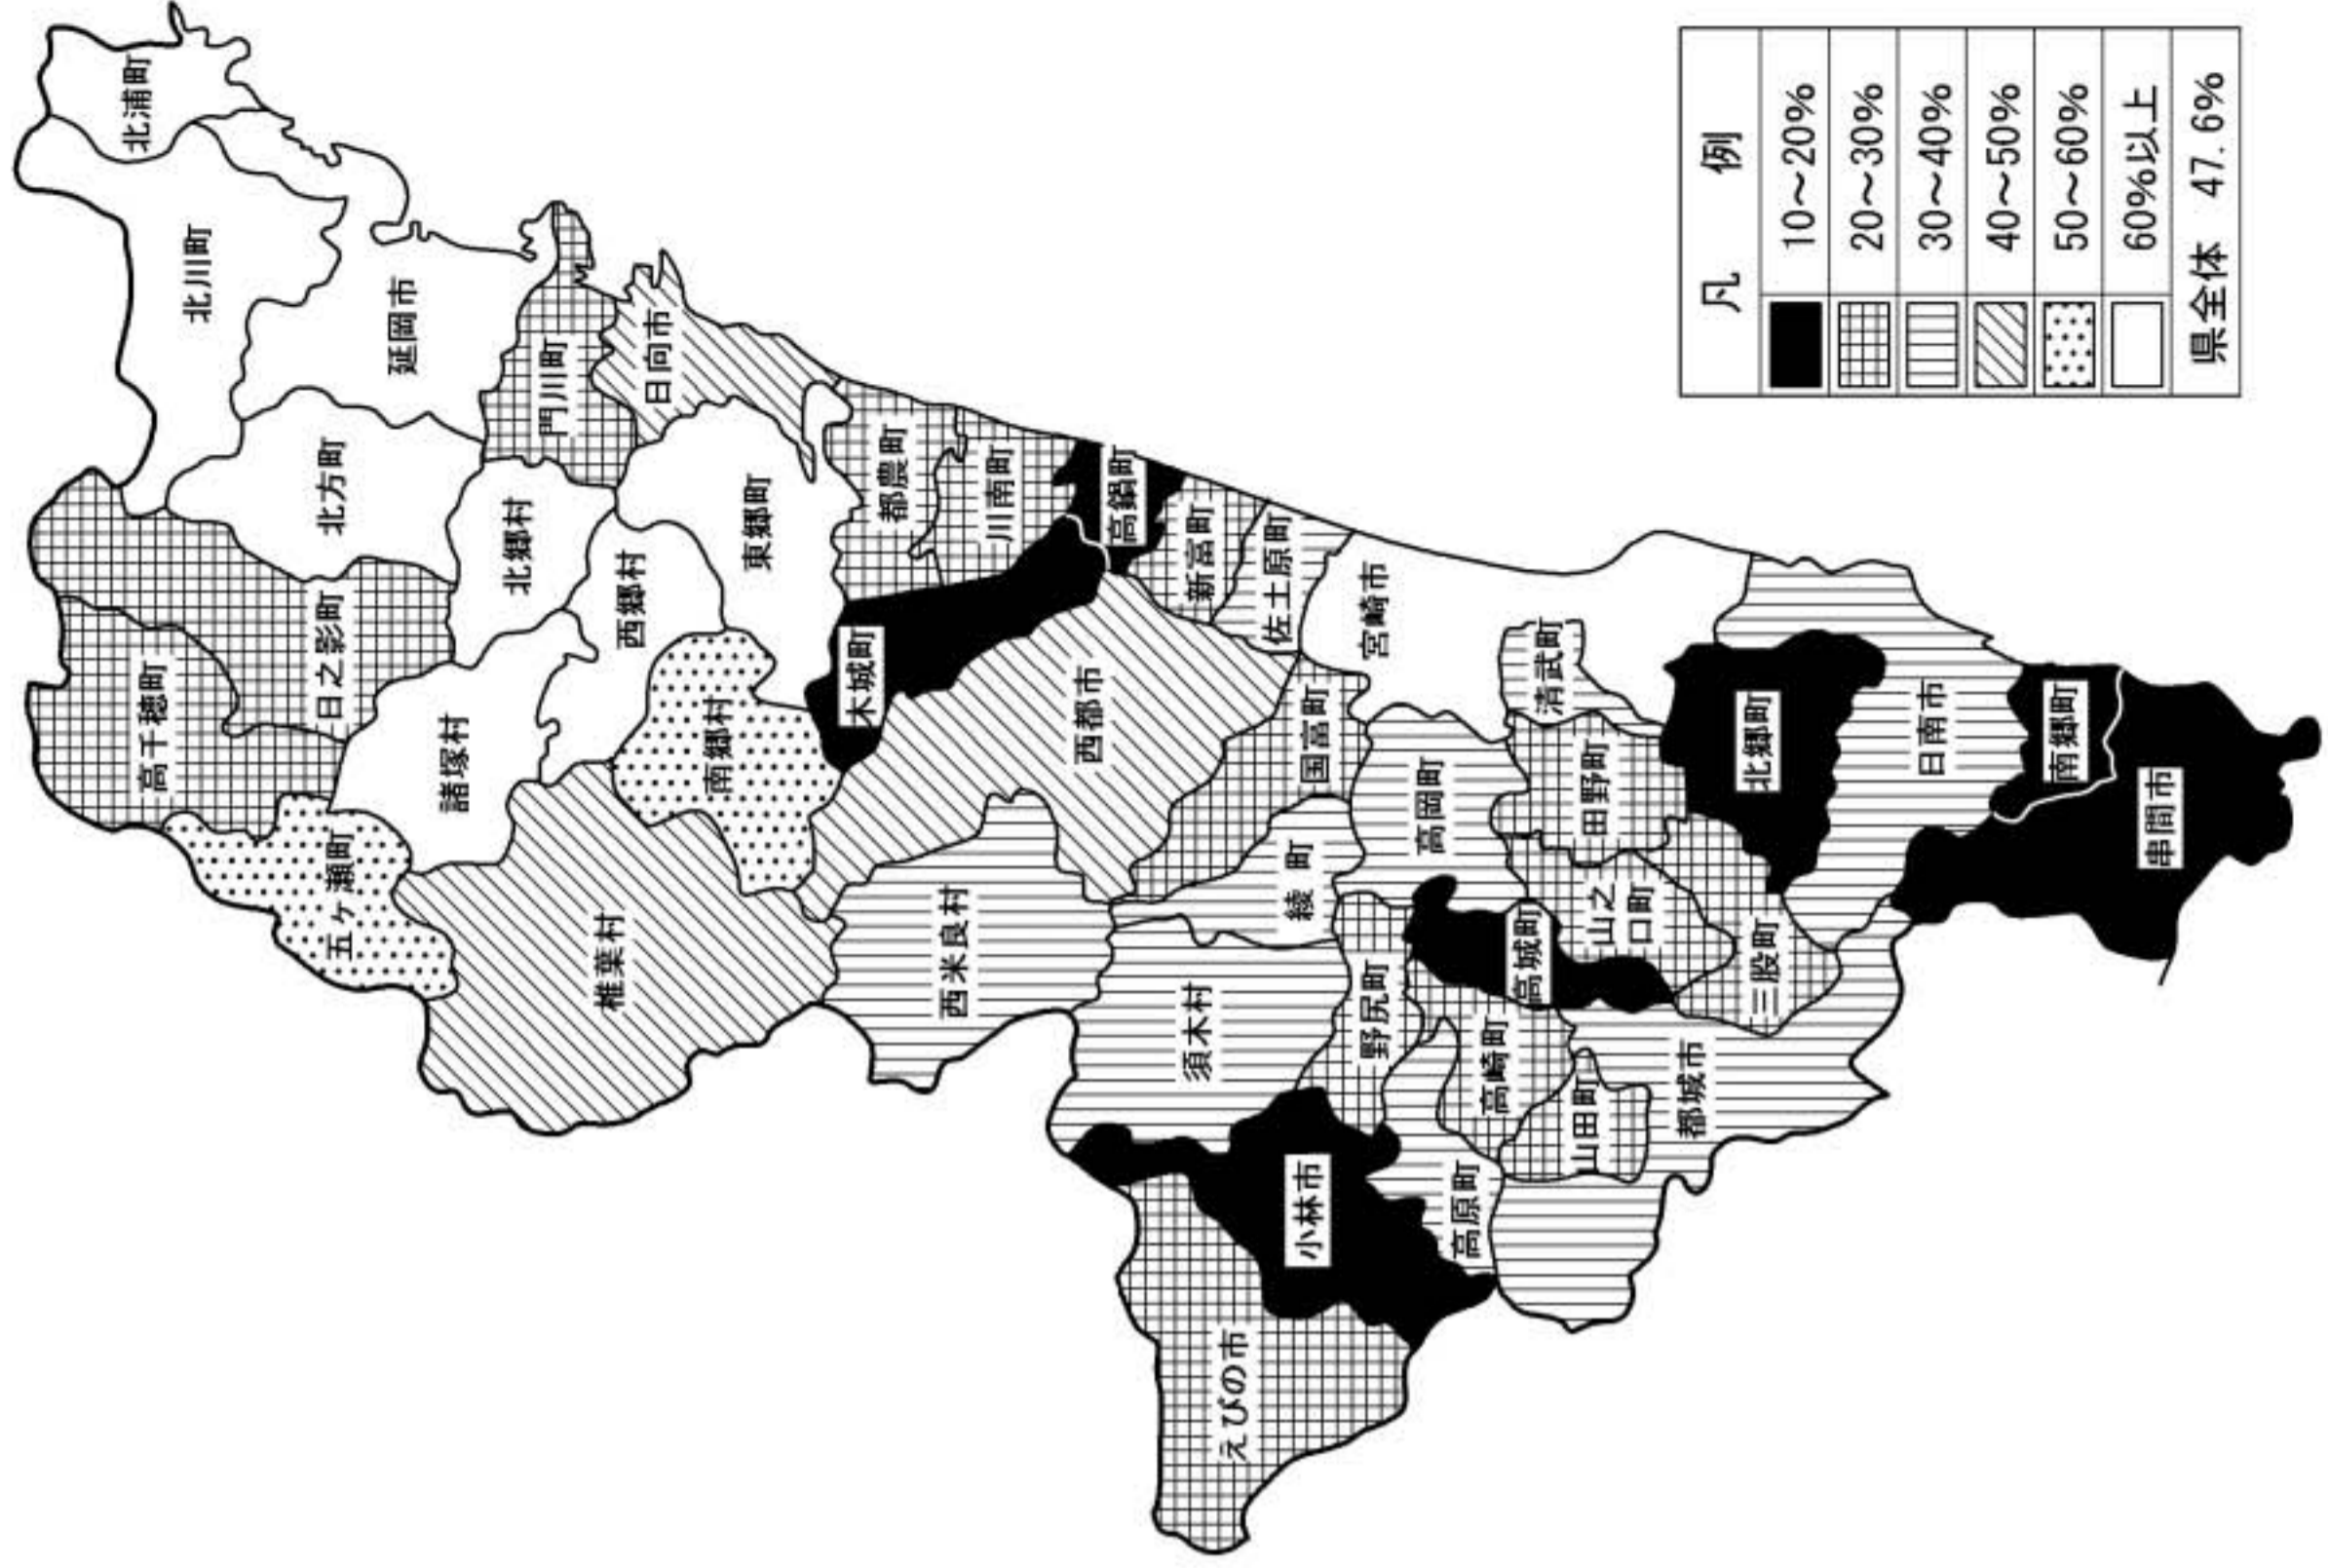 北浦町
北川町
延岡市
北方町
門川町
日向市
北郷村
西郷村
東郷町
高千穂町
日之影町
五ヶ瀬町
諸塚村
南郷村
椎葉村
都農町
川南町
木城町
高鍋町
新富町
佐土原町
西都市
西米良村
国富町
宮崎市
綾町
須木村
高岡町
清武町
田野町
野尻町
高城町
山之
口町
三股町
高崎町
山田町
都城市
高原町
小林市
えびの市
北郷町
日南市
南郷町
串間市
凡例
10～20%
20～30%
30～40%
40～50%
50～60%
60%以上
県全体 47.6%